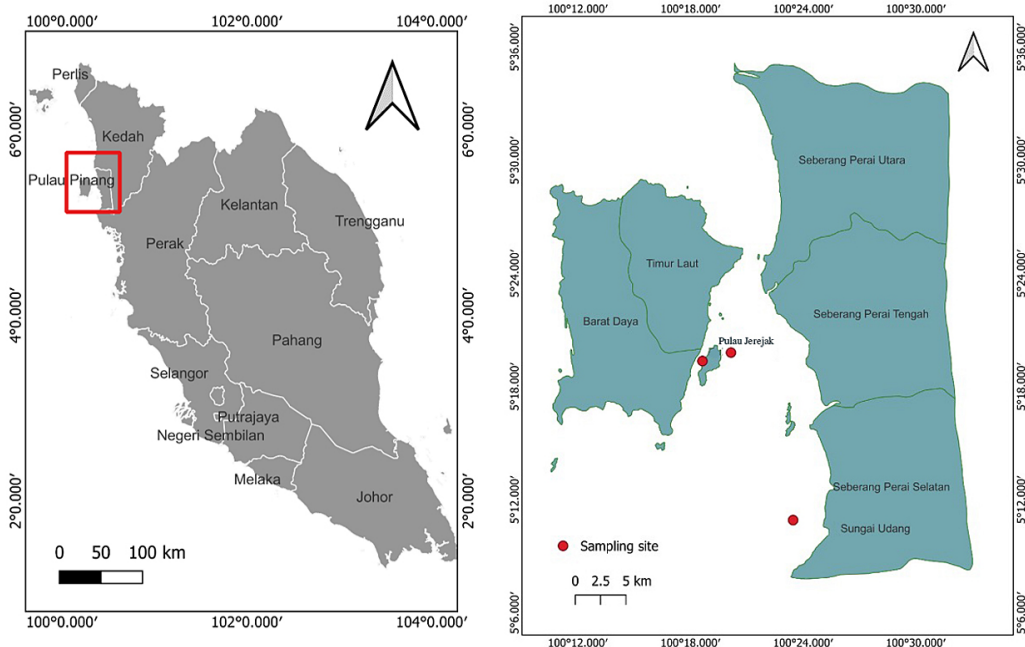 100°0.000′ 102°0.000′ 104°0.000′
6°0.000′
4°0.000′
2°0.000′
6°0.000′
4°0.000′
2°0.000′
Perlis
Kedah
Pulau Pinang
Kelantan
Trengganu
Perak
Pahang
Selangor
Putrajaya
Negeri Sembilan
Melaka
Johor
0 50 100 km
100°0.000′ 102°0.000′ 104°0.000′
100°12.000′ 100°18.000′ 100°24.000′ 100°30.000′
5°36.000′
5°30.000′
5°24.000′
5°18.000′
5°12.000′
5°6.000′
5°36.000′
5°30.000′
5°24.000′
5°18.000′
5°12.000′
5°6.000′
Seberang Perai Utara
Timur Laut
Barat Daya
Seberang Perai Tengah
Pulau Jerejak
Seberang Perai Selatan
Sungai Udang
Sampling site
0 2.5 5 km
100°12.000′ 100°18.000′ 100°24.000′ 100°30.000′